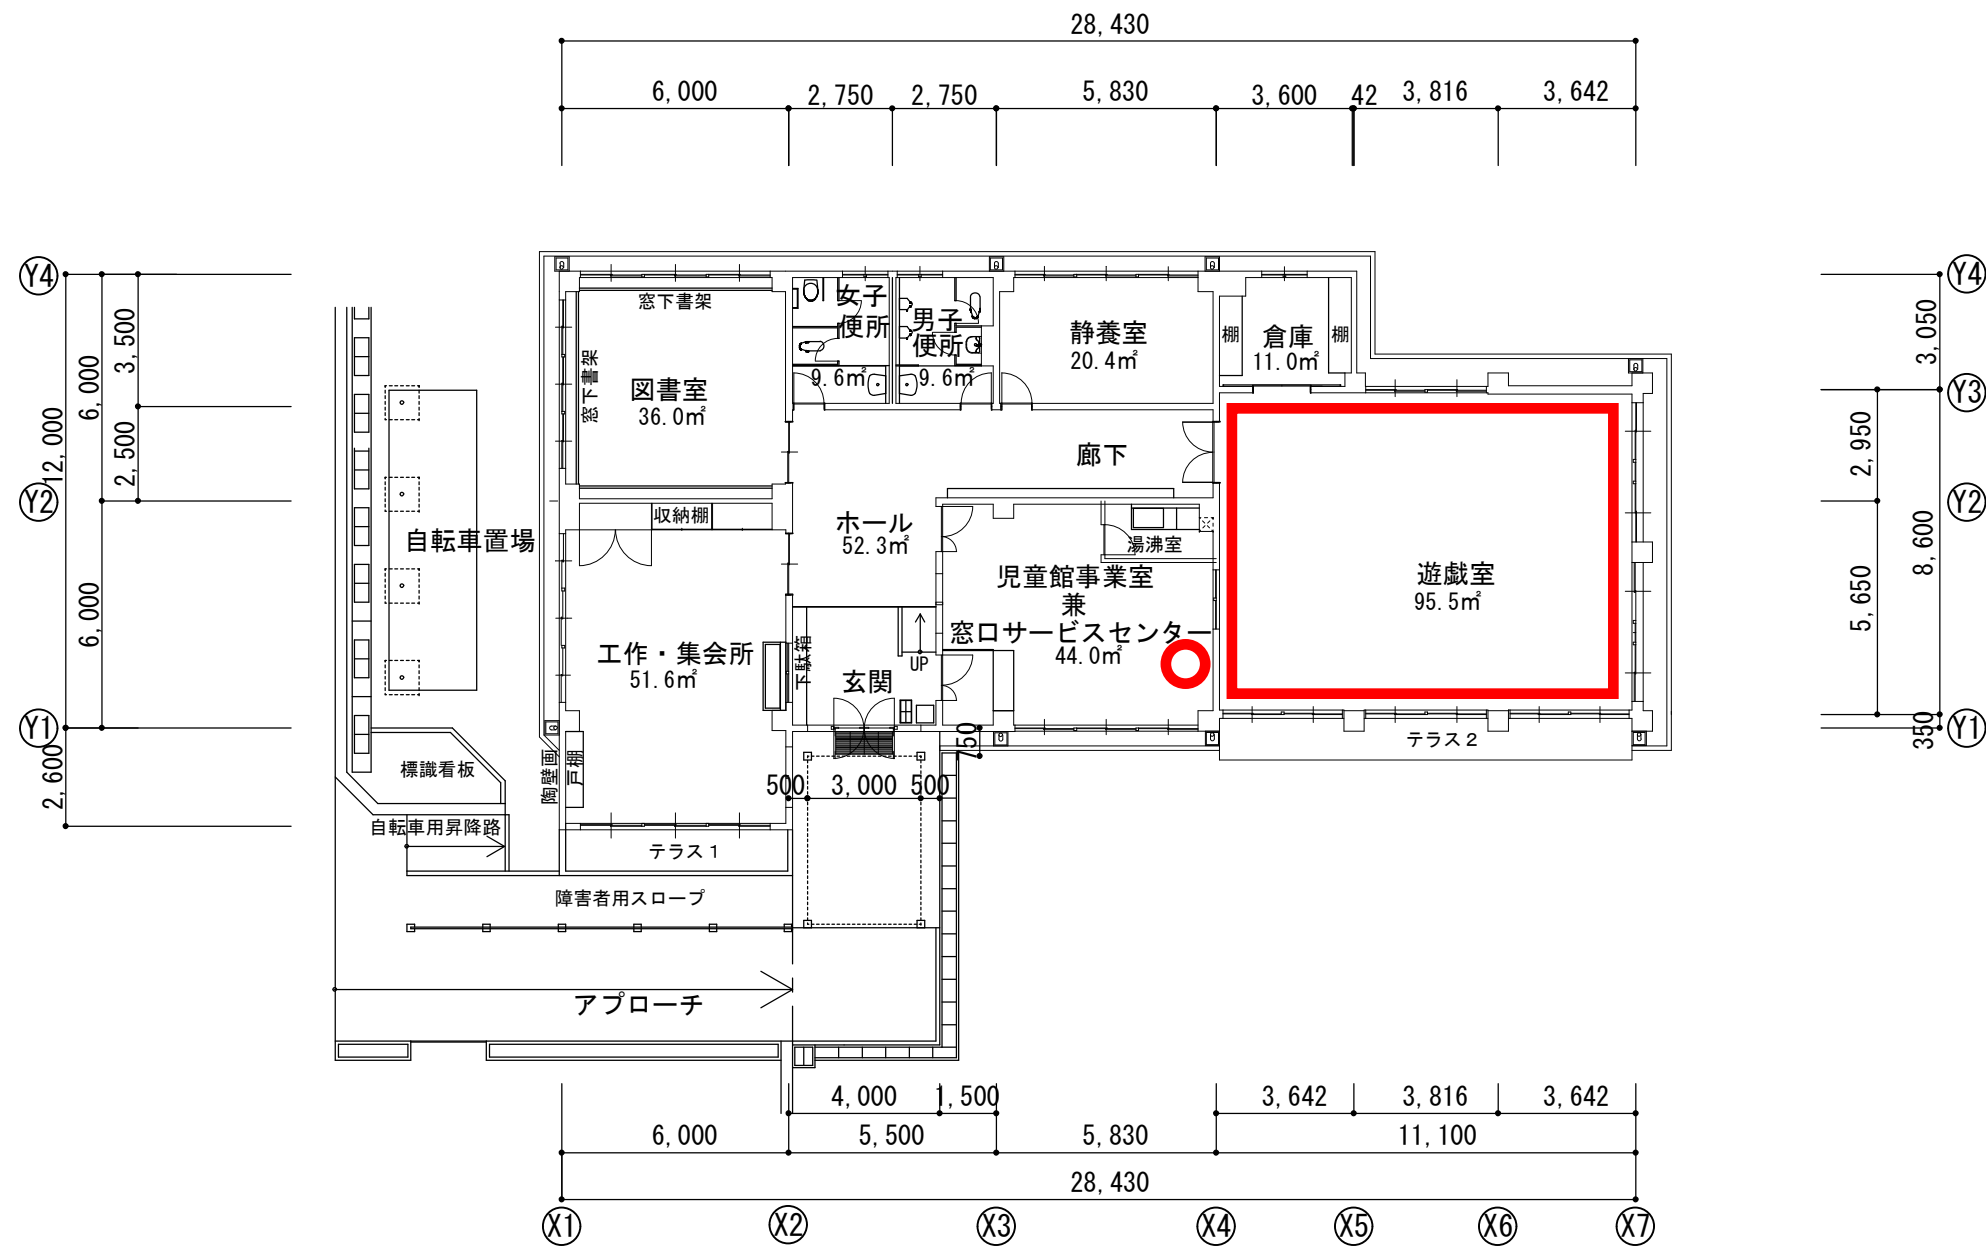 28,430
6,000 2,750 2,750 5,830 3,600 42 3,816 3,642
Y4
Y4
3,500
6,000
12,000
2,500
Y2
6,000
Y1
2,600
3,050
Y3
2,950
Y2
8,600
5,650
Y1
350
窓下書架
窓下書架
図書室
36.0㎡
女子
便所
9.6㎡
男子
便所
9.6㎡
静養室
20.4㎡
棚
倉庫
11.0㎡
棚
廊下
自転車置場
収納棚
ホール
52.3㎡
湯沸室
児童館事業室
兼
窓口サービスセンター
44.0㎡
遊戯室
95.5㎡
工作・集会所
51.6㎡
下駄箱
UP
玄関
750
テラス2
標識看板
陶壁画
戸棚
500 3,000 500
自転車用昇降路
テラス1
障害者用スロープ
アプローチ
4,000 1,500 3,642 3,816 3,642
6,000 5,500 5,830 11,100
28,430
X1 X2 X3 X4 X5 X6 X7